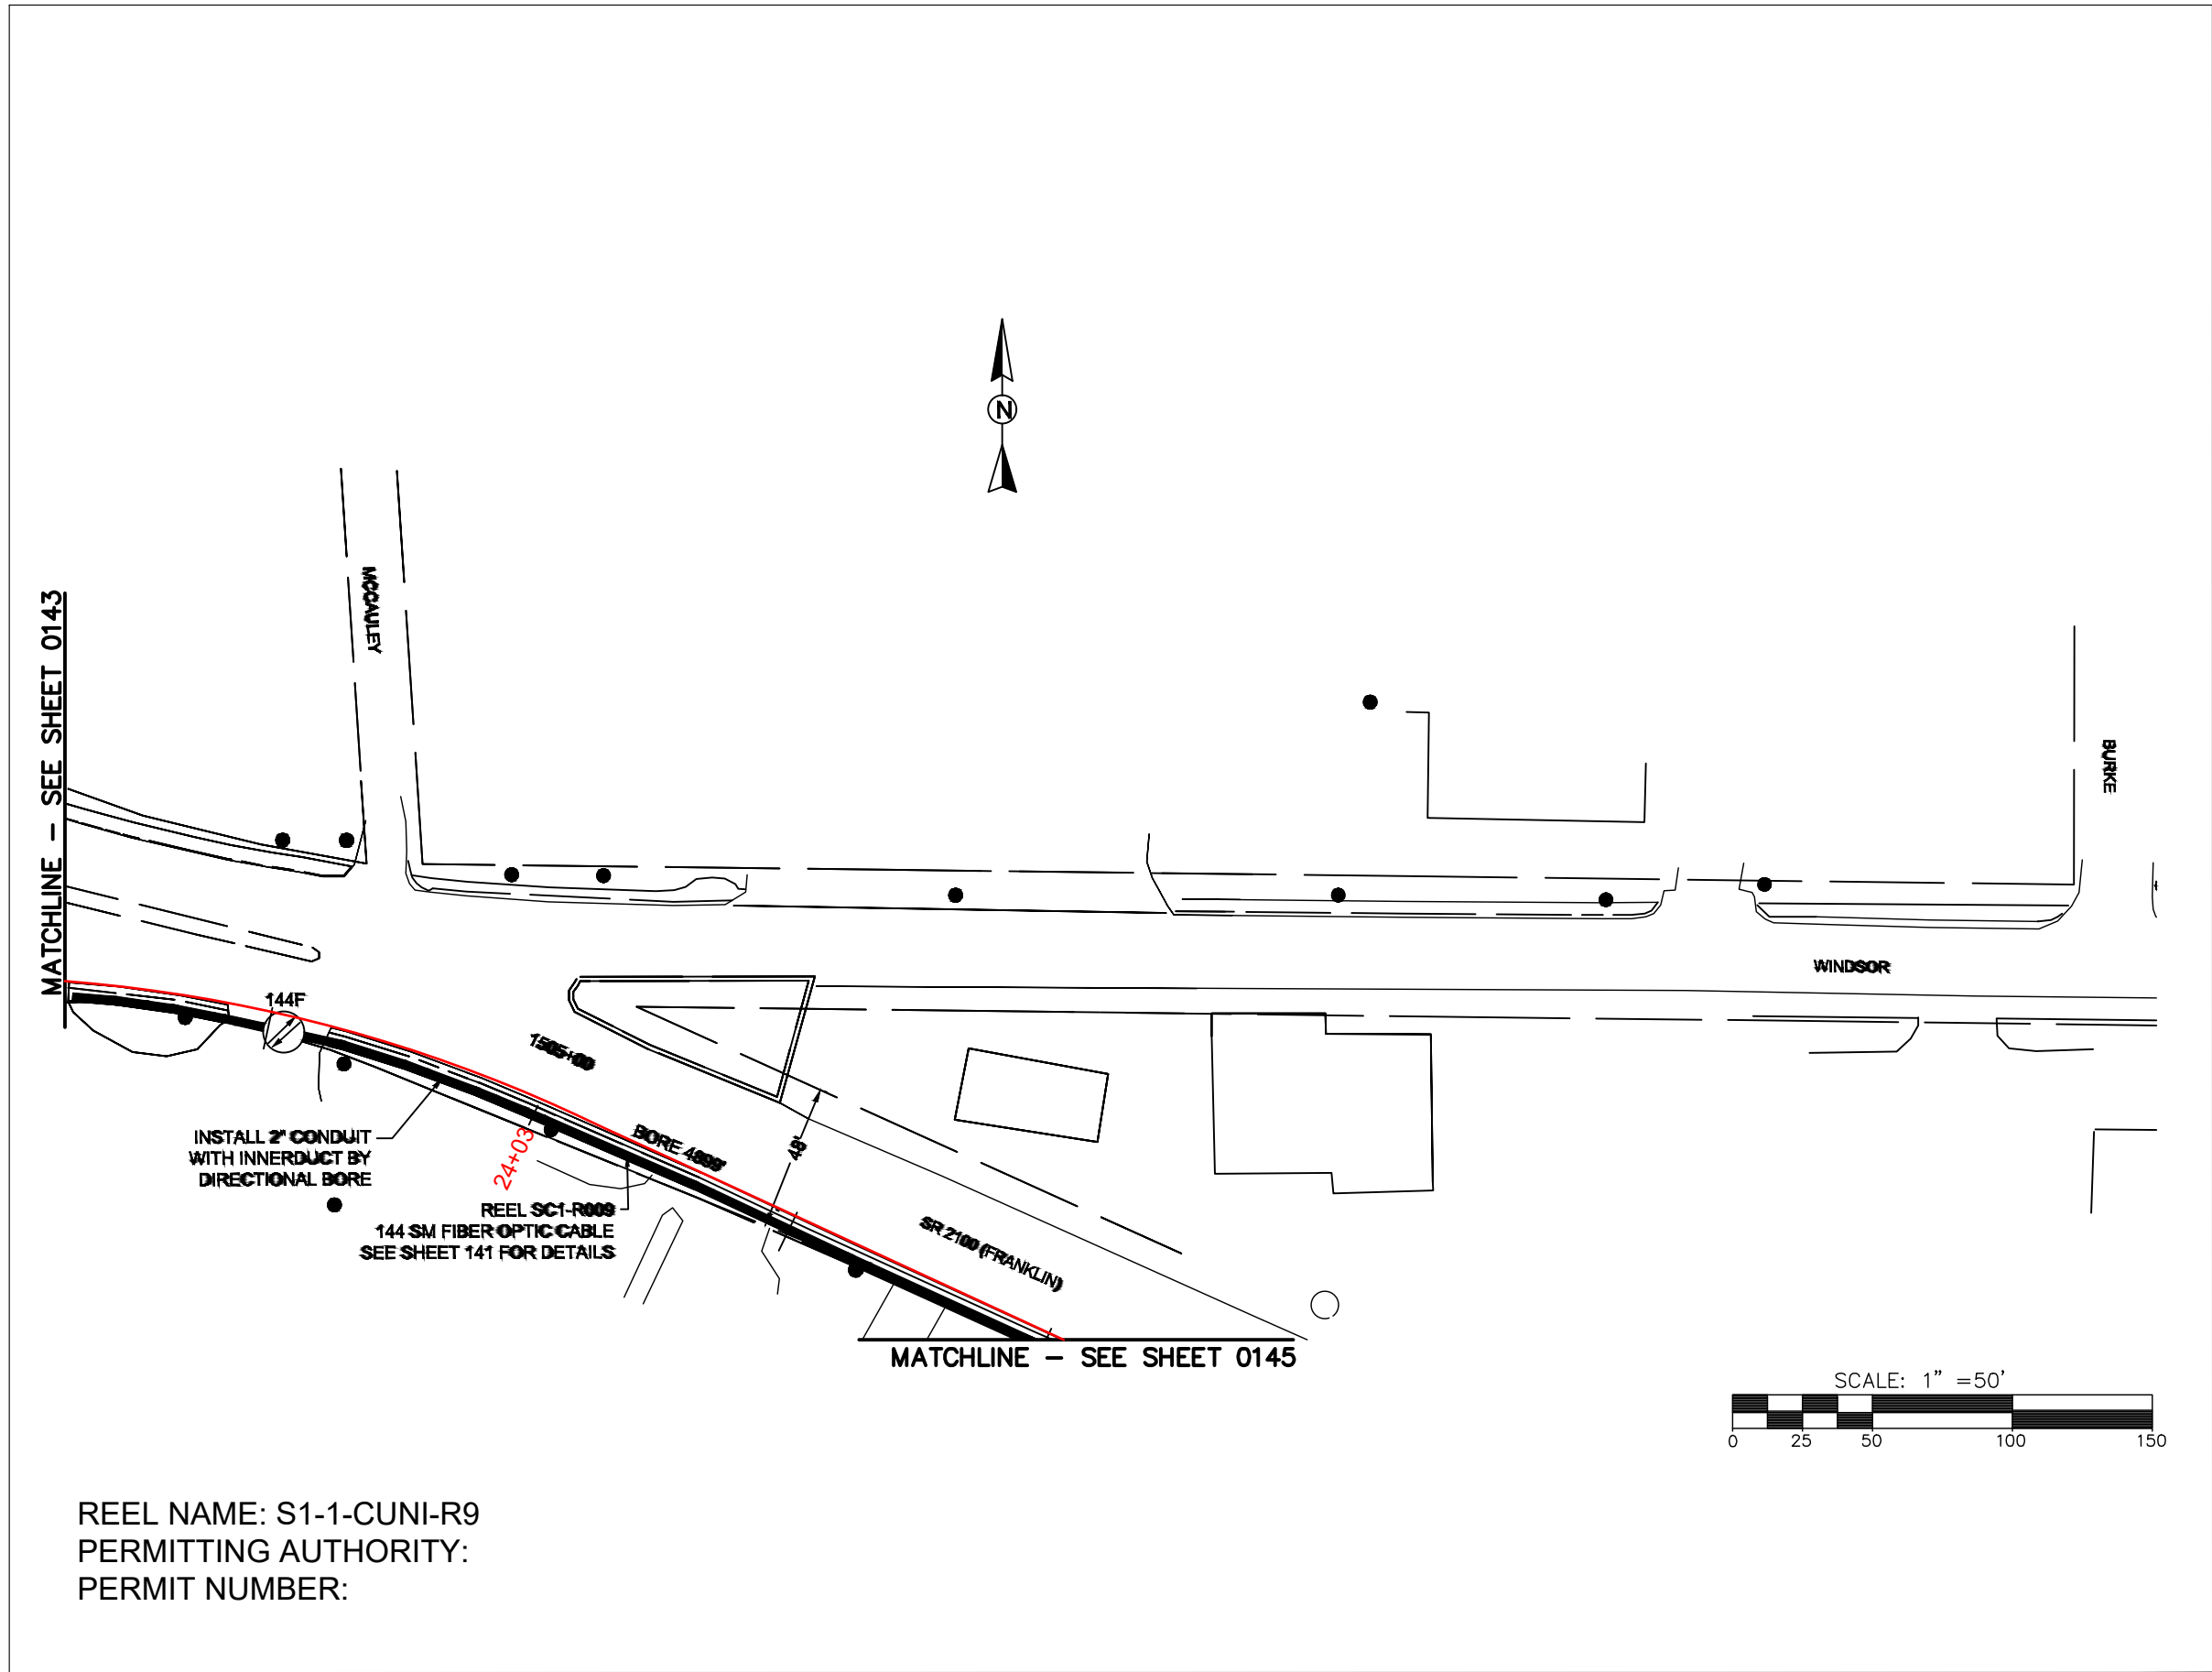 N
MCCAULEY
MATCHLINE – SEE SHEET 0143
BURKE
WINDSOR
144F
1505+00
INSTALL 2" CONDUIT
WITH INNERDUCT BY
DIRECTIONAL BORE
24+03
BORE 4899'
48'
REEL SC1-R009
144 SM FIBER OPTIC CABLE
SEE SHEET 141 FOR DETAILS
SR 2100 (FRANKLIN)
MATCHLINE – SEE SHEET 0145
SCALE: 1" =50'
0 25 50 100 150
REEL NAME: S1-1-CUNI-R9
PERMITTING AUTHORITY:
PERMIT NUMBER: